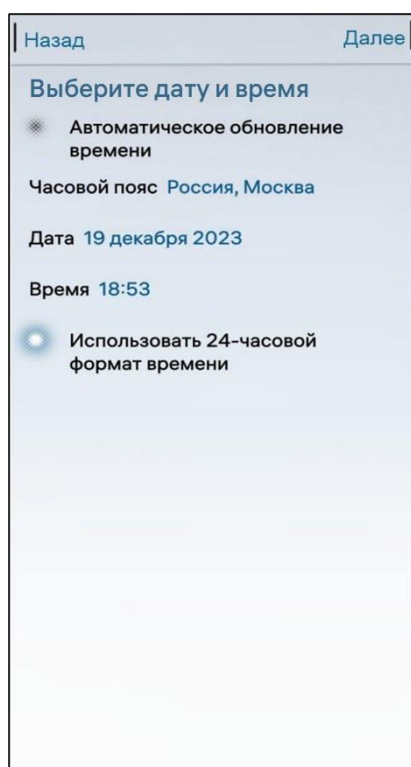 Назад Далее
Выберите дату и время
Автоматическое обновление
времени
Часовой пояс Россия, Москва
Дата 19 декабря 2023
Время 18:53
Использовать 24-часовой
формат времени